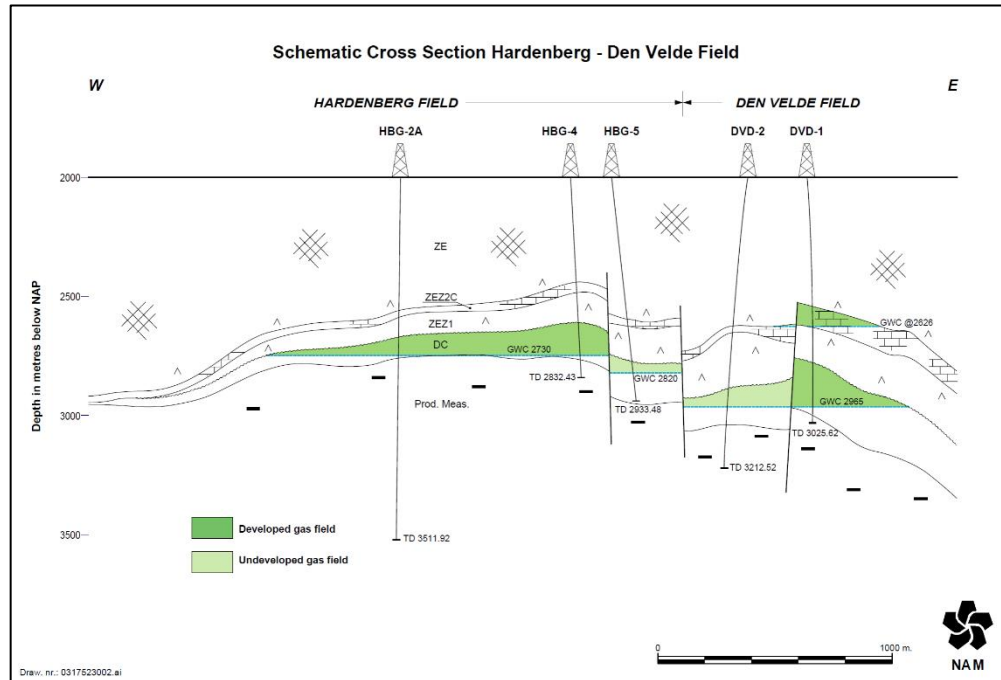 Schematic Cross Section Hardenberg - Den Velde Field
W
E
HARDENBERG FIELD
DEN VELDE FIELD
HBG-2A
HBG-4
HBG-5
DVD-2
DVD-1
2000
ZE
2500
ZEZ2C
GWC @2626
ZEZ1
DC
GWC 2730
TD 2832.43
GWC 2820
Prod. Meas.
TD 2933.48
GWC 2965
3000
TD 3025.62
TD 3212.52
3500
TD 3511.92
Depth in metres below NAP
Developed gas field
Undeveloped gas field
0
1000 m.
NAM
Draw. nr.: 0317523002.ai